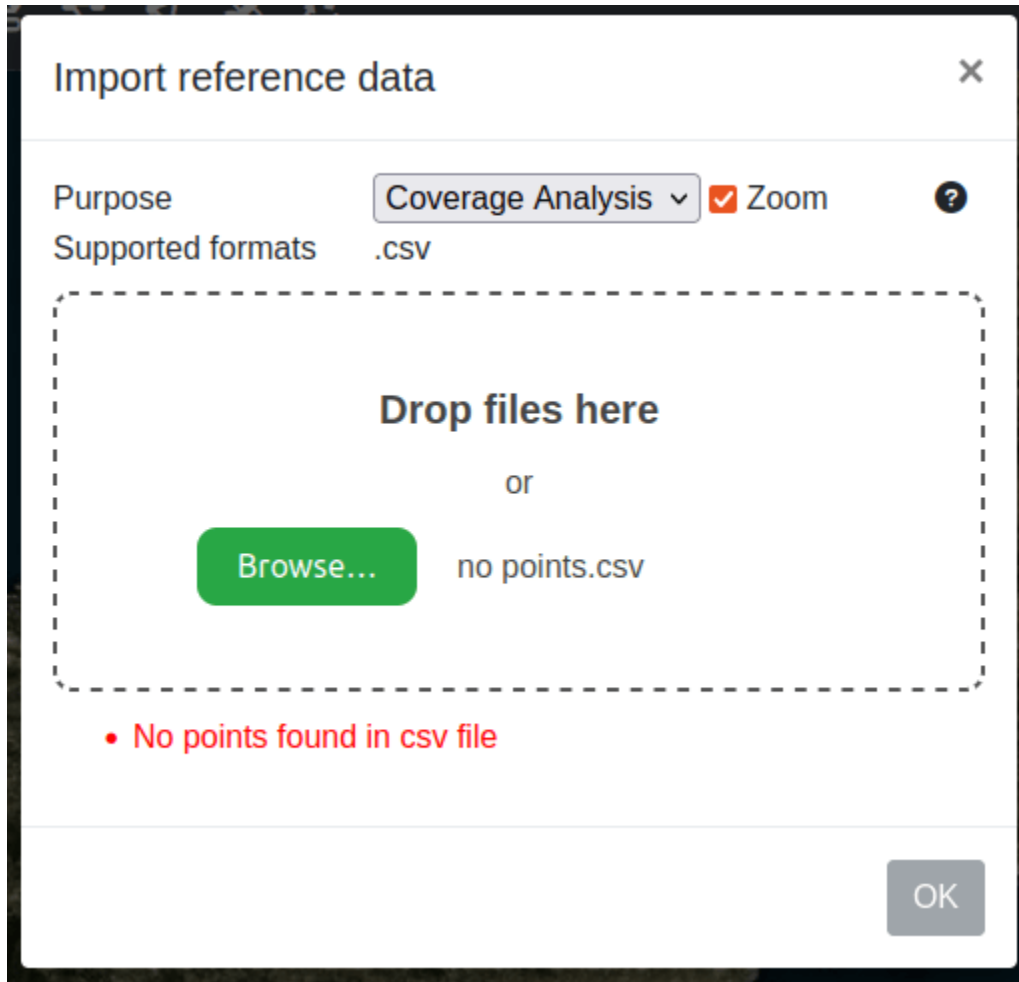 Import reference data ×
Purpose Coverage Analysis Zoom ?
Supported formats .csv
Drop files here
or
Browse... no points.csv
• No points found in csv file
OK